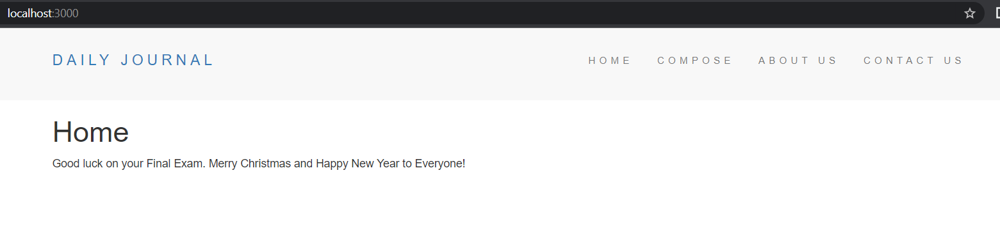 localhost:3000
DAILY JOURNAL HOME COMPOSE ABOUT US CONTACT US
Home
Good luck on your Final Exam. Merry Christmas and Happy New Year to Everyone!